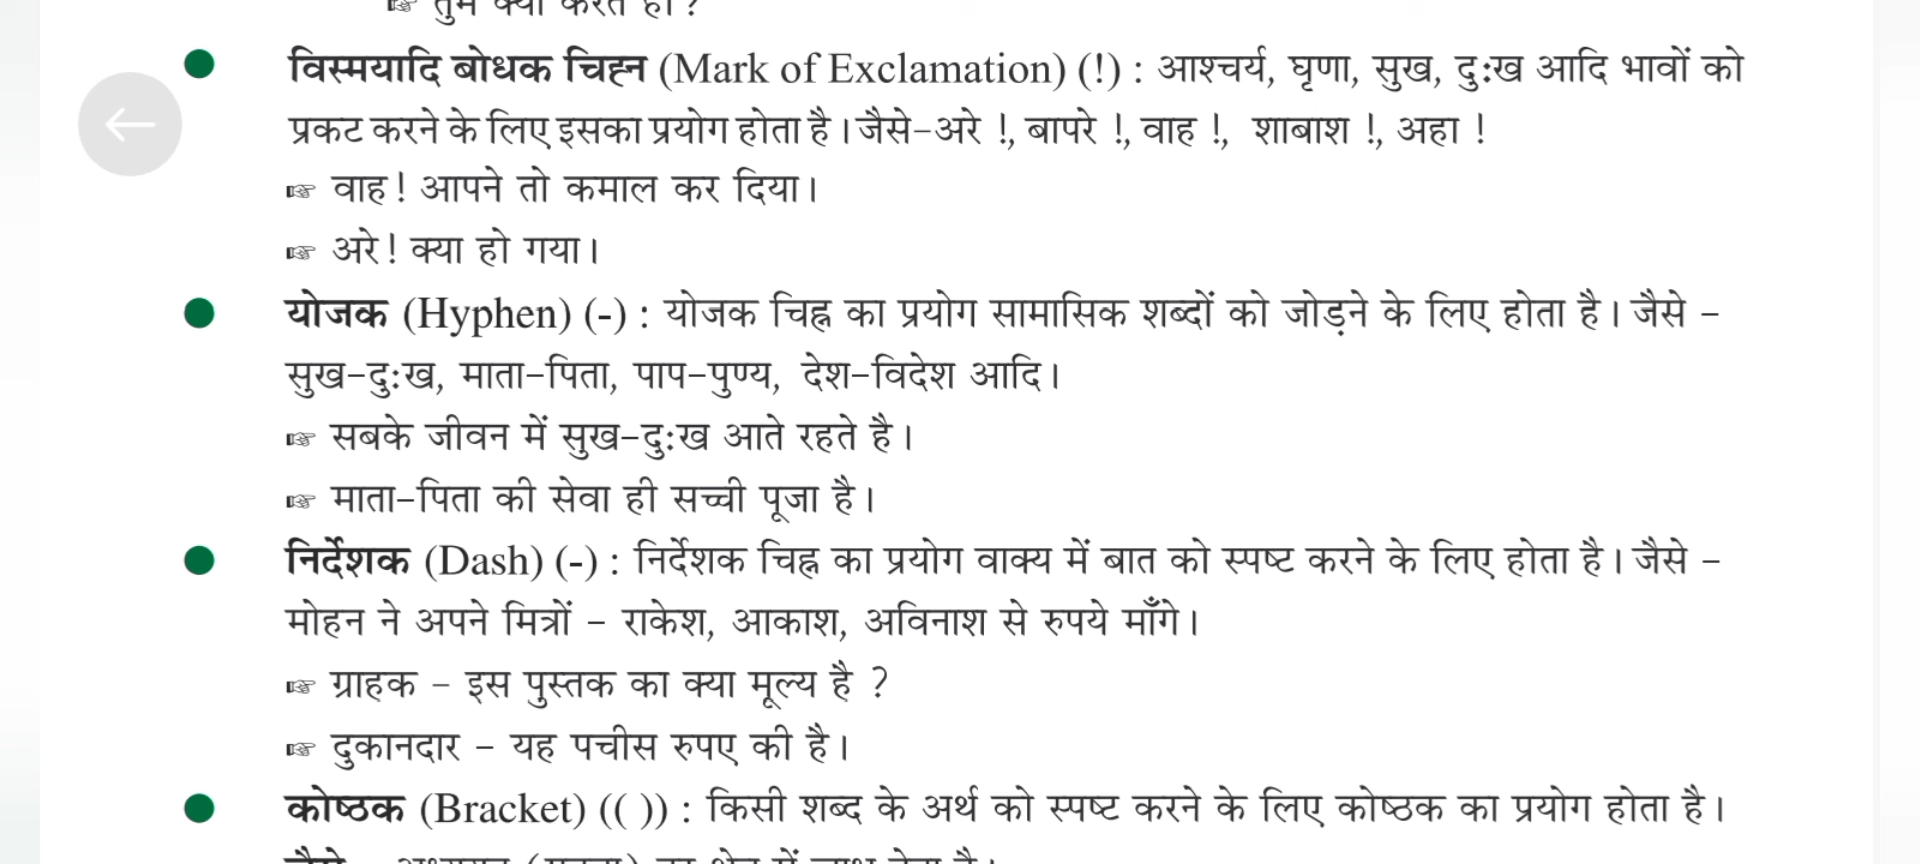 ☞ तुम क्या करते हो ?
● विस्मयादि बोधक चिह्न (Mark of Exclamation) (!) : आश्चर्य, घृणा, सुख, दुःख आदि भावों को
प्रकट करने के लिए इसका प्रयोग होता है। जैसे-अरे !, बापरे !, वाह !, शाबाश !, अहा !
☞ वाह! आपने तो कमाल कर दिया।
☞ अरे! क्या हो गया।
● योजक (Hyphen) (-) : योजक चिह्न का प्रयोग सामासिक शब्दों को जोड़ने के लिए होता है। जैसे –
सुख-दुःख, माता-पिता, पाप-पुण्य, देश-विदेश आदि।
☞ सबके जीवन में सुख-दुःख आते रहते है।
☞ माता-पिता की सेवा ही सच्ची पूजा है।
● निर्देशक (Dash) (-) : निर्देशक चिह्न का प्रयोग वाक्य में बात को स्पष्ट करने के लिए होता है। जैसे –
मोहन ने अपने मित्रों – राकेश, आकाश, अविनाश से रुपये माँगे।
☞ ग्राहक – इस पुस्तक का क्या मूल्य है ?
☞ दुकानदार – यह पचीस रुपए की है।
● कोष्ठक (Bracket) (( )) : किसी शब्द के अर्थ को स्पष्ट करने के लिए कोष्ठक का प्रयोग होता है।
जैसे –